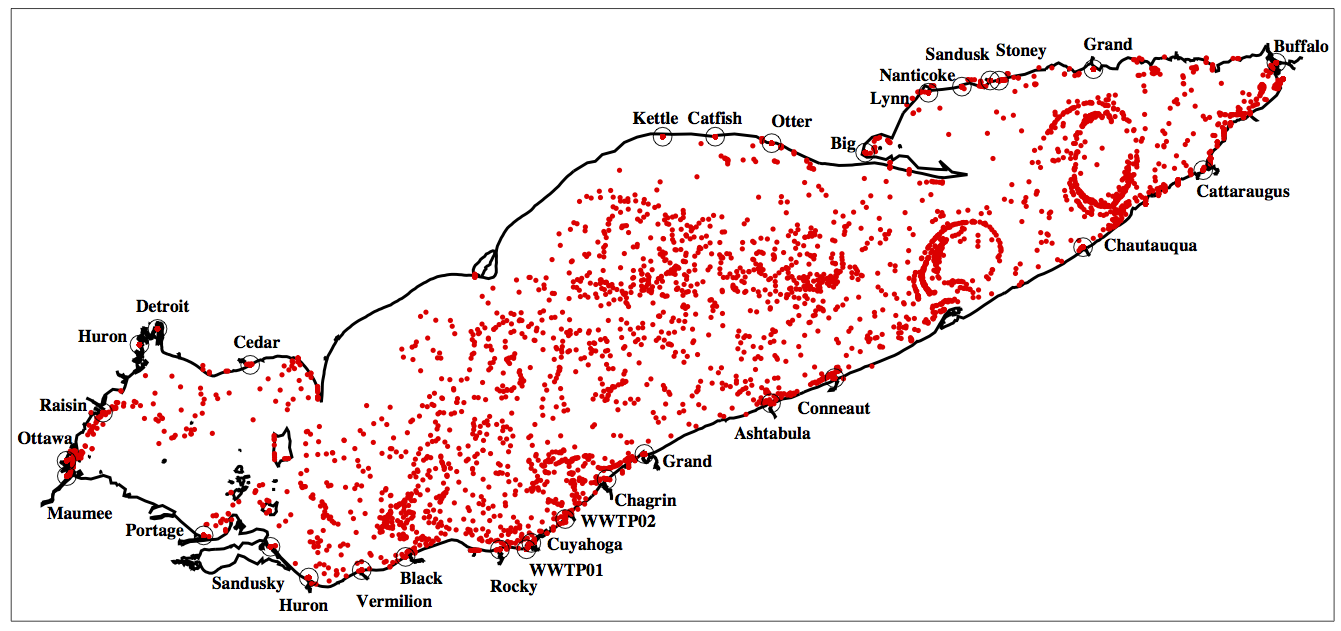 Buffalo
Grand
Stoney
Sandusk
Nanticoke
Lynn
Kettle
Catfish
Otter
Big
Cattaraugus
Chautauqua
Detroit
Huron
Cedar
Raisin
Conneaut
Ashtabula
Ottawa
Grand
Chagrin
Maumee
WWTP02
Portage
Cuyahoga
WWTP01
Black
Sandusky
Rocky
Vermilion
Huron